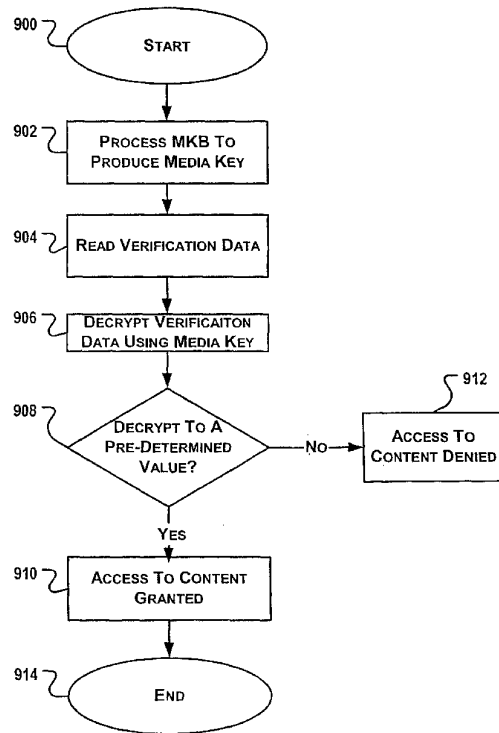 900
START
902
PROCESS MKB TO
PRODUCE MEDIA KEY
904
READ VERIFICATION DATA
906
DECRYPT VERIFICAITON
DATA USING MEDIA KEY
908
DECRYPT TO A
PRE-DETERMINED
VALUE?
NO
912
ACCESS TO
CONTENT DENIED
YES
910
ACCESS TO CONTENT
GRANTED
914
END